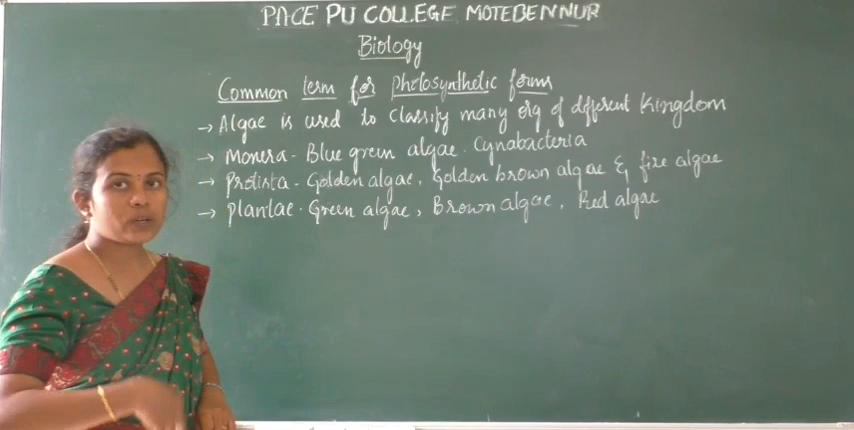 PACE PU COLLEGE MOTEBENNUR
Biology
Common term for photosynthetic forms
→ Algae is used to classify many org of different kingdom
→ Monera - Blue green algae. Cynabacteria
→ Protista - Golden algae, Golden brown algae & fire algae
→ Plantae - Green algae, Brown algae, Red algae